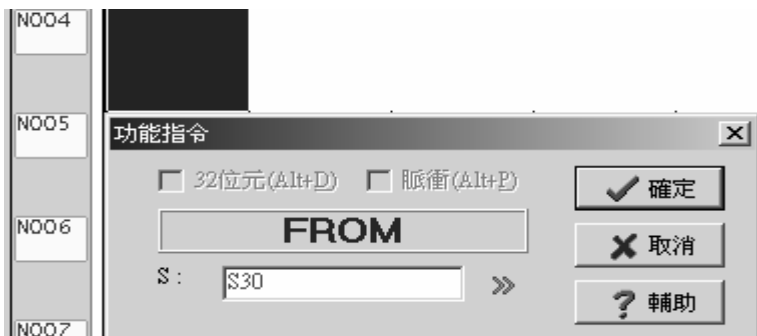 N004
N005
功能指令
32位元(Alt+D) 脈衝(Alt+P)
確定
N006
FROM
取消
S: S30
輔助
N007